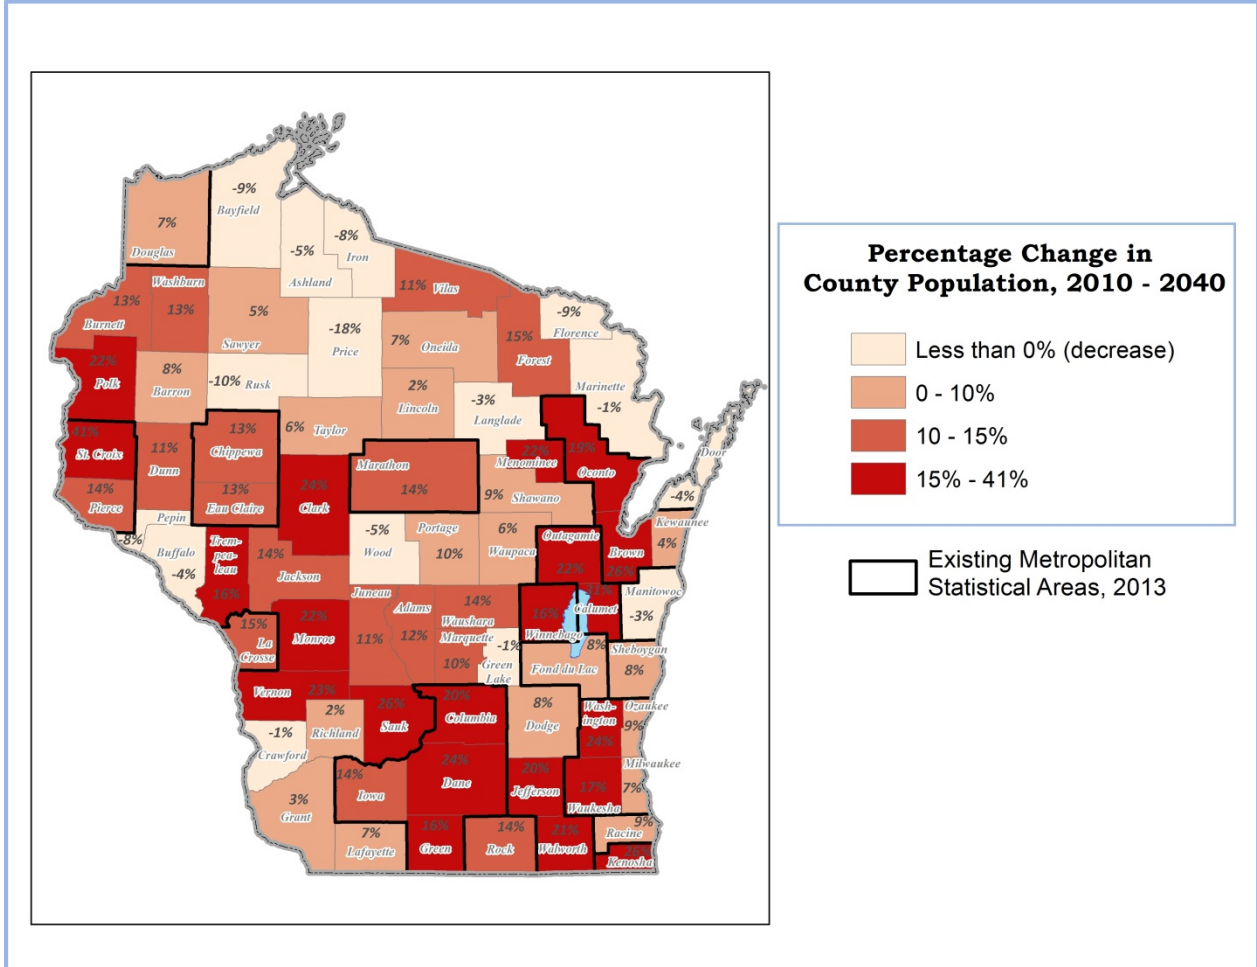 Percentage Change in
County Population, 2010 - 2040
Less than 0% (decrease)
0 - 10%
10 - 15%
15% - 41%
Existing Metropolitan
Statistical Areas, 2013
-9%
Bayfield
7%
Douglas
-8%
Iron
-5%
Ashland
Washburn
13%
13%
Burnett
5%
Sawyer
11%
Vilas
-9%
Florence
-18%
Price
7%
Oneida
15%
Forest
22%
Polk
8%
Barron
-10%
Rusk
2%
Lincoln
-3%
Langlade
Marinette
-1%
41%
St. Croix
11%
Dunn
13%
Chippewa
6%
Taylor
22%
Menominee
19%
Oconto
Door
-4%
14%
Pierce
13%
Eau Claire
24%
Clark
Marathon
14%
9%
Shawano
Pepin
-8%
Buffalo
-4%
Trem-
pea-
leau
16%
14%
Jackson
-5%
Wood
Portage
10%
6%
Waupaca
Outagamie
22%
Brown
26%
Kewaunee
4%
15%
La
Crosse
22%
Monroe
Juneau
11%
Adams
12%
14%
Waushara
Marquette
10%
-1%
Green
Lake
16%
Winnebago
Calumet
Manitowoc
-3%
8%
Fond du Lac
Sheboygan
8%
Vernon
23%
2%
Richland
26%
Sauk
20%
Columbia
8%
Dodge
Wash-
ington
24%
Ozaukee
9%
-1%
Crawford
14%
Iowa
24%
Dane
20%
Jefferson
17%
Waukesha
Milwaukee
7%
3%
Grant
7%
Lafayette
16%
Green
14%
Rock
21%
Walworth
9%
Racine
Kenosha